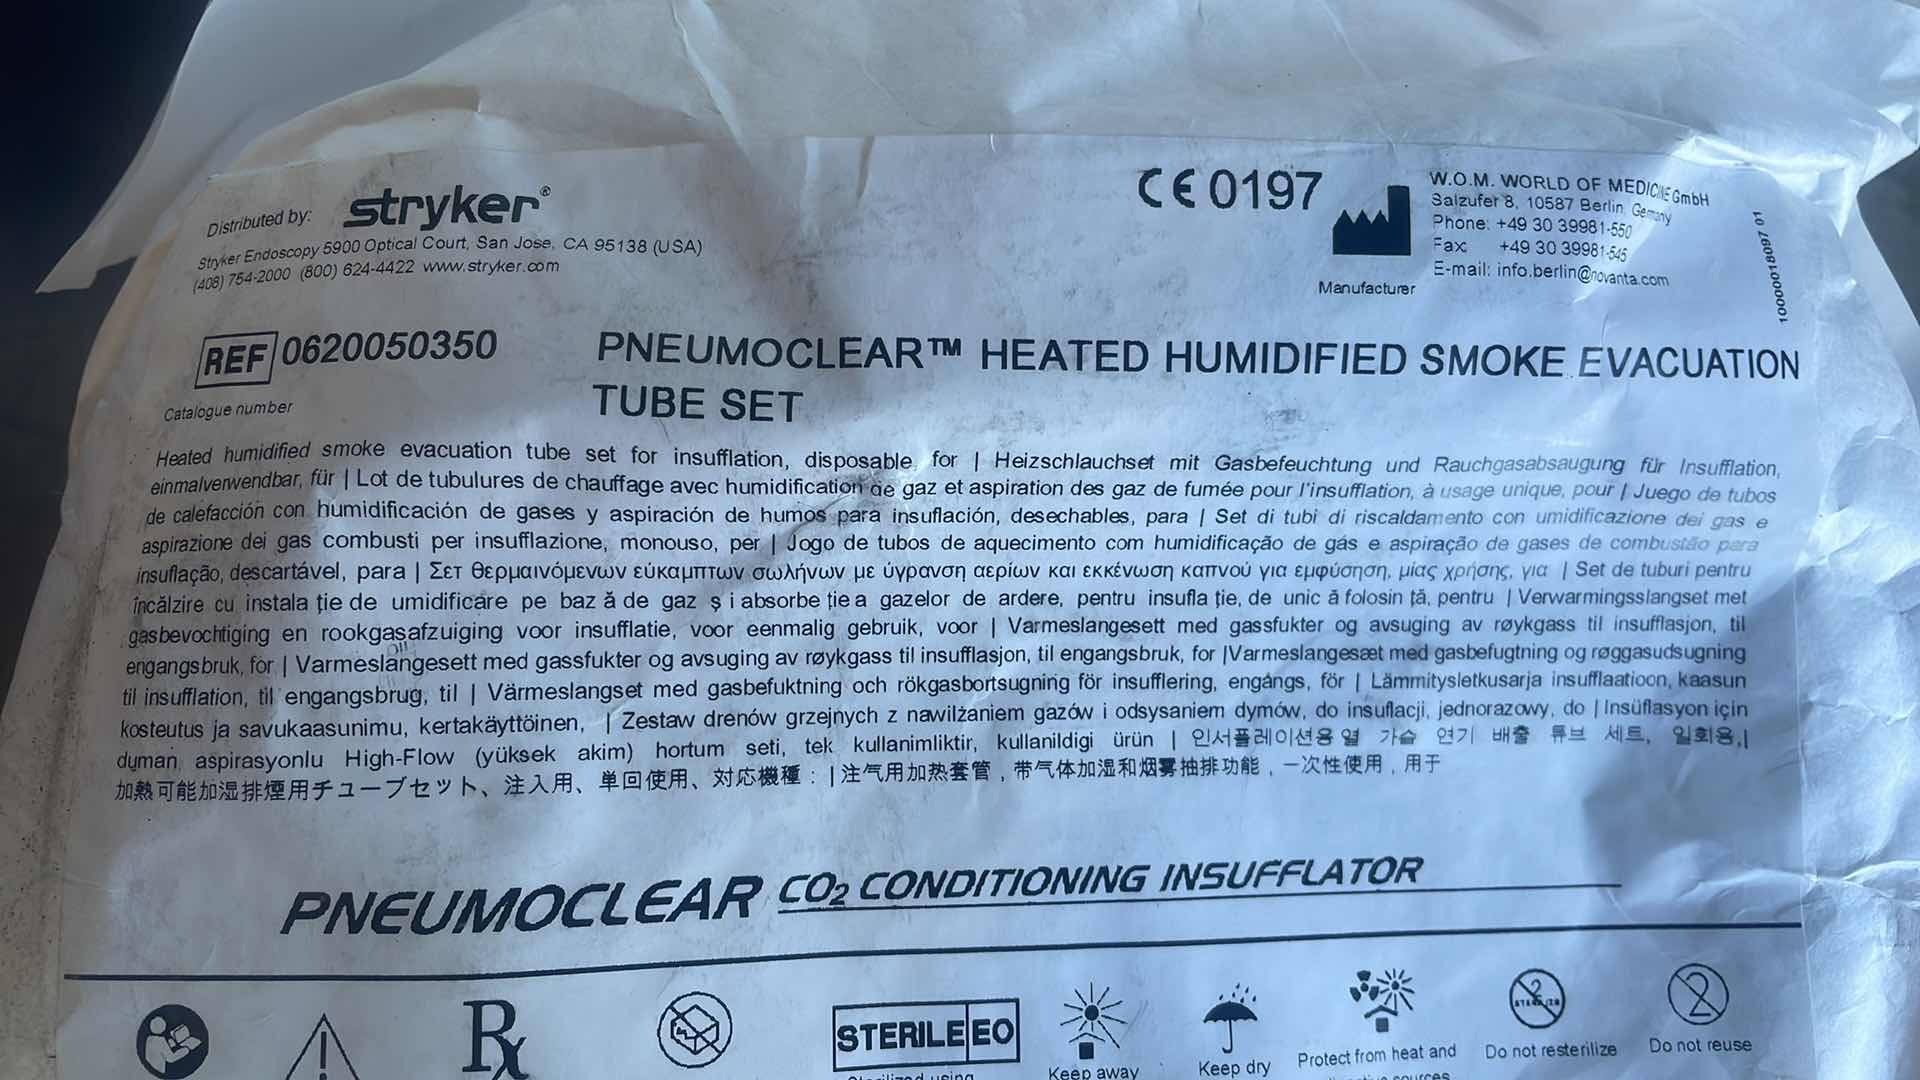 Distributed by: stryker®
Stryker Endoscopy 5900 Optical Court, San Jose, CA 95138 (USA)
(408) 754-2000 (800) 624-4422 www.stryker.com
CE 0197
Manufacturer
W.O.M. WORLD OF MEDICINE GmbH
Salzufer 8, 10587 Berlin, Germany
Phone: +49 30 39981-550
Fax: +49 30 39981-545
E-mail: info.berlin@novanta.com
10000018097 01
REF 0620050350
Catalogue number
PNEUMOCLEAR™ HEATED HUMIDIFIED SMOKE EVACUATION
TUBE SET
Heated humidified smoke evacuation tube set for insufflation, disposable, for | Heizschlauchset mit Gasbefeuchtung und Rauchgasabsaugung für Insufflation,
einmalverwendbar, für | Lot de tubulures de chauffage avec humidification de gaz et aspiration des gaz de fumée pour l'insufflation, à usage unique, pour | Juego de tubos
de calefacción con humidificación de gases y aspiración de humos para insuflación, desechables, para | Set di tubi di riscaldamento con umidificazione dei gas e
aspirazione dei gas combusti per insufflazione, monouso, per | Jogo de tubos de aquecimento com humidificação de gás e aspiração de gases de combustão para
insuflação, descartável, para | Σετ θερμαινόμενων εύκαμπτων σωλήνων με ύγρανση αερίων και εκκένωση καπνού για εμφύσηση, μίας χρήσης, για | Set de tuburi pentru
încălzire cu instala ție de umidificare pe baz ă de gaz ş i absorbe ție a gazelor de ardere, pentru insufla ție, de unic ă folosin ță, pentru | Verwarmingsslangset met
gasbevochtiging en rookgasafzuiging voor insufflatie, voor eenmalig gebruik, voor | Varmeslangesett med gassfukter og avsuging av røykgass til insufflasjon, til
engangsbruk, for | Varmeslangesett med gassfukter og avsuging av røykgass til insufflasjon, til engangsbruk, for |Varmeslangesæt med gasbefugtning og røggasudsugning
til insufflation, til engangsbrug, til | Värmeslangset med gasbefuktning och rökgasbortsugning för insufflering, engångs, för | Lämmitysletkusarja insufflaatioon, kaasun
kosteutus ja savukaasunimu, kertakäyttöinen, | Zestaw drenów grzejnych z nawilżaniem gazów i odsysaniem dymów, do insuflacji, jednorazowy, do | Insüflasyon için
duman aspirasyonlu High-Flow (yüksek akim) hortum seti, tek kullanimliktir, kullanildigi ürün | 인서플레이션용 열 가습 연기 배출 튜브 세트, 일회용,|
加熱可能加湿排煙用チューブセット、注入用、単回使用、対応機種：|注气用加热套管，带气体加湿和烟雾抽排功能，一次性使用，用于
PNEUMOCLEAR CO2 CONDITIONING INSUFFLATOR
Rx
STERILE EO
Sterilized using
Keep away
Keep dry
Protect from heat and
sources
Do not resterilize
2
Do not reuse